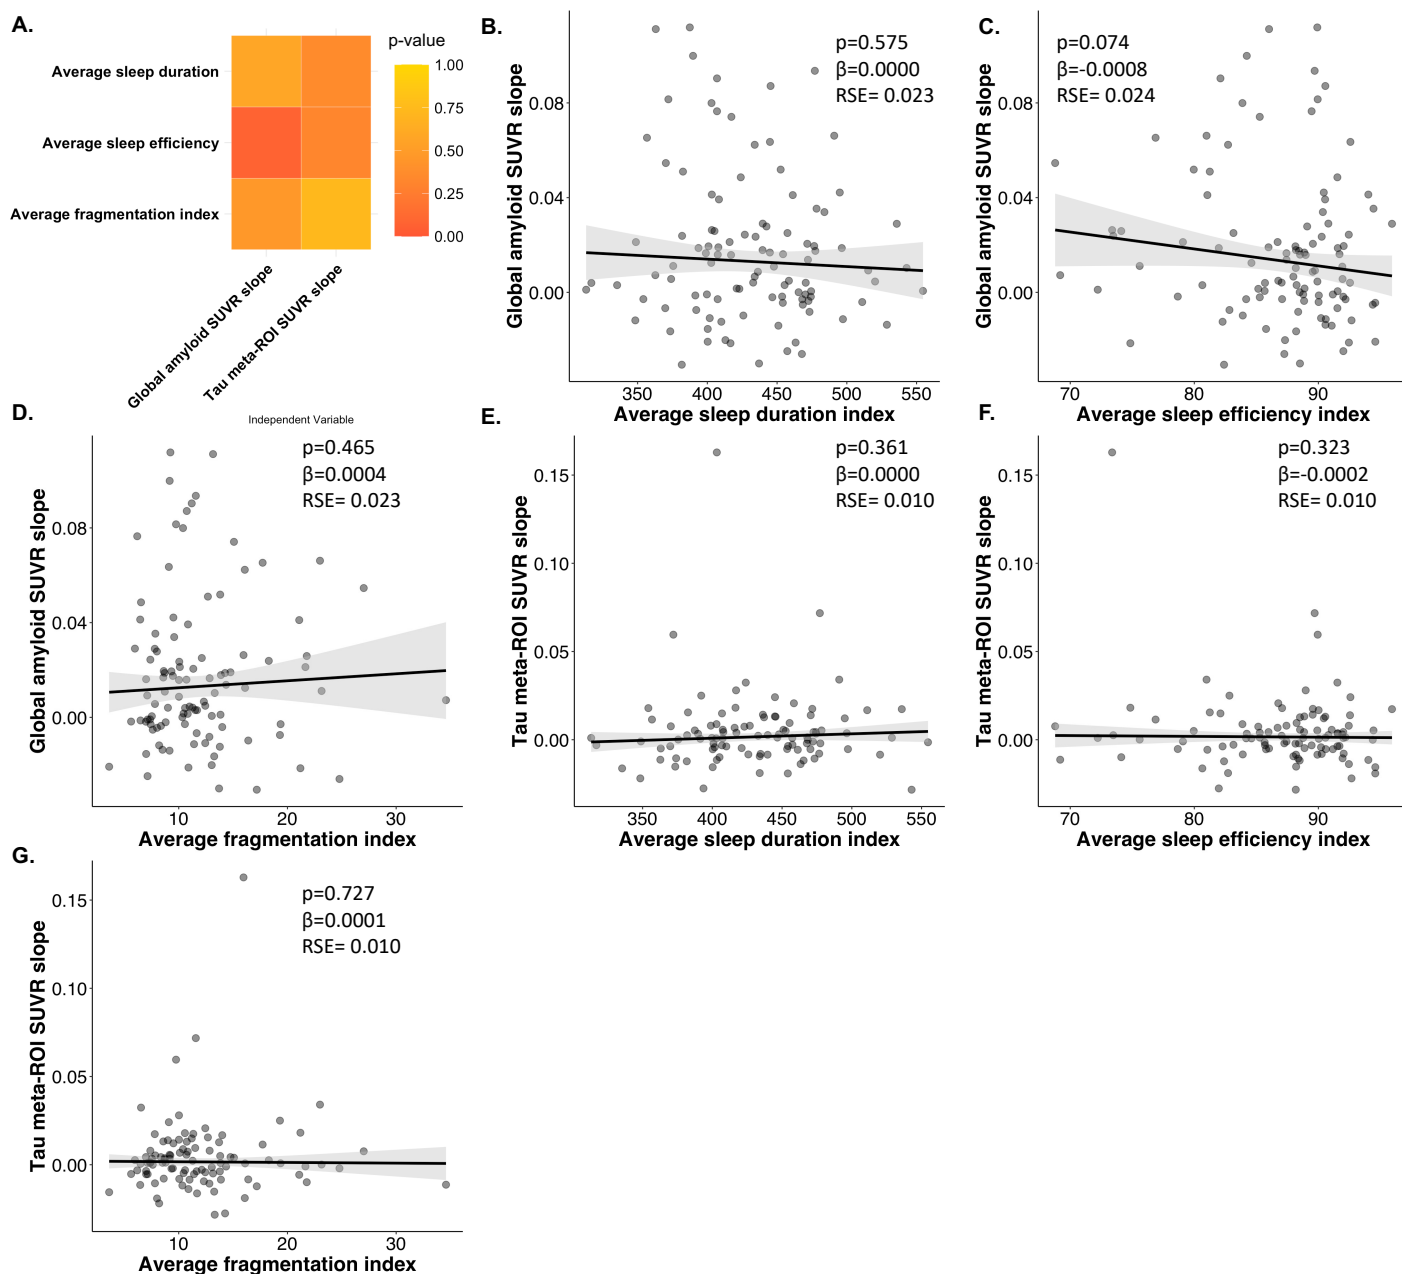 A.
p-value
1.00
0.75
0.50
0.25
0.00
Average sleep duration
Average sleep efficiency
Average fragmentation index
Global amyloid SUVR slope
Tau meta-ROI SUVR slope
Independent Variable
B.
p=0.575
β=0.0000
RSE= 0.023
Global amyloid SUVR slope
0.08
0.04
0.00
350
400
450
500
550
Average sleep duration index
C.
p=0.074
β=-0.0008
RSE= 0.024
Global amyloid SUVR slope
0.08
0.04
0.00
70
80
90
Average sleep efficiency index
D.
p=0.465
β=0.0004
RSE= 0.023
Global amyloid SUVR slope
0.08
0.04
0.00
10
20
30
Average fragmentation index
E.
p=0.361
β=0.0000
RSE= 0.010
Tau meta-ROI SUVR slope
0.15
0.10
0.05
0.00
350
400
450
500
550
Average sleep duration index
F.
p=0.323
β=-0.0002
RSE= 0.010
Tau meta-ROI SUVR slope
0.15
0.10
0.05
0.00
70
80
90
Average sleep efficiency index
G.
p=0.727
β=0.0001
RSE= 0.010
Tau meta-ROI SUVR slope
0.15
0.10
0.05
0.00
10
20
30
Average fragmentation index